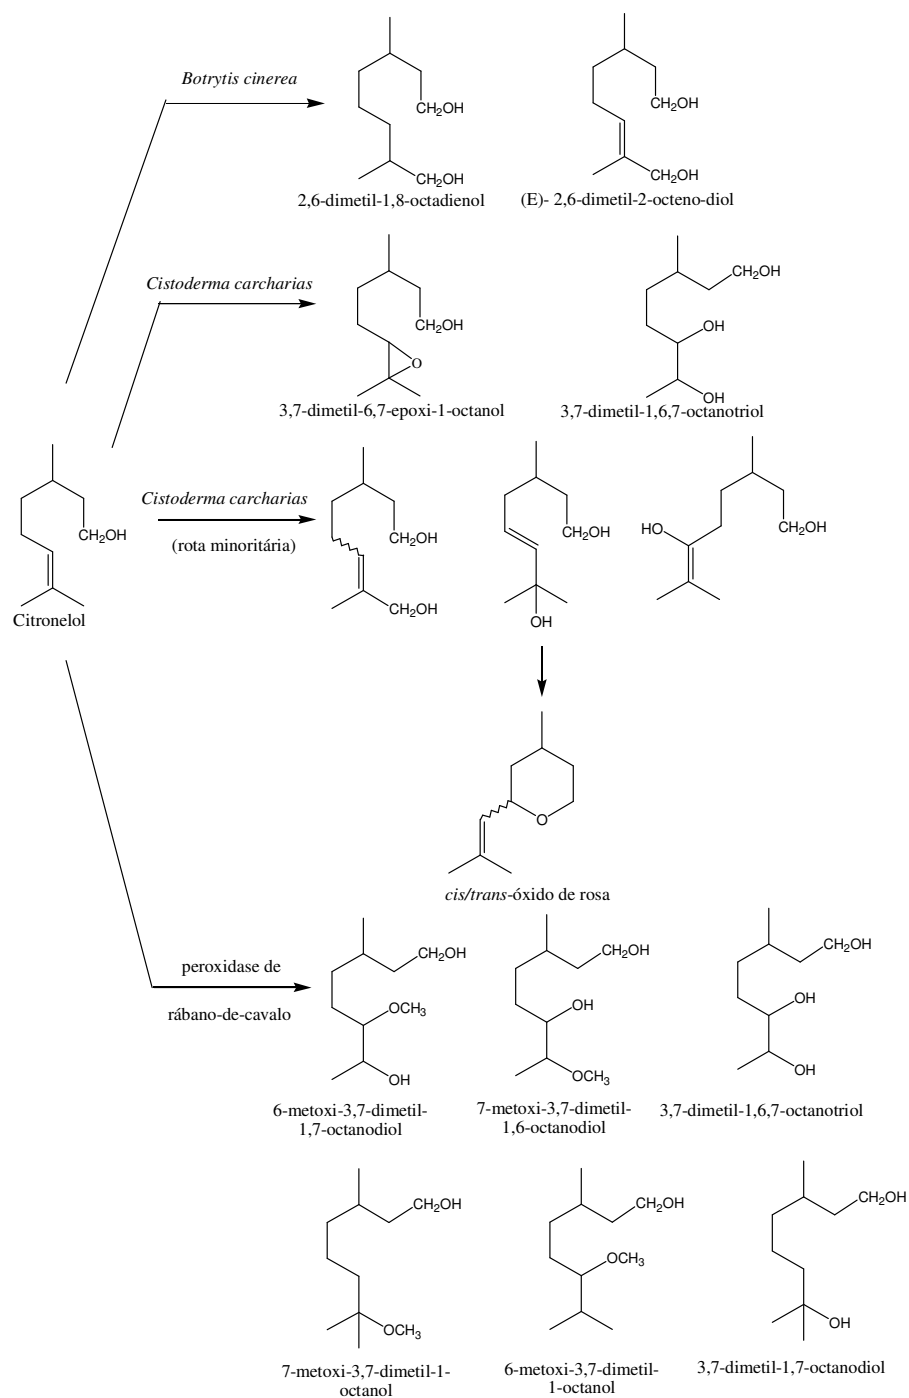 Botrytis cinerea
CH2OH
CH2OH
CH2OH
CH2OH
2,6-dimetil-1,8-octadienol
(E)- 2,6-dimetil-2-octeno-diol
Cistoderma carcharias
CH2OH
O
3,7-dimetil-6,7-epoxi-1-octanol
CH2OH
OH
OH
3,7-dimetil-1,6,7-octanotriol
CH2OH
Citronelol
Cistoderma carcharias
(rota minoritária)
CH2OH
CH2OH
CH2OH
OH
HO
CH2OH
O
cis/trans-óxido de rosa
peroxidase de
rábano-de-cavalo
CH2OH
OCH3
OH
6-metoxi-3,7-dimetil-
1,7-octanodiol
CH2OH
OH
OCH3
7-metoxi-3,7-dimetil-
1,6-octanodiol
CH2OH
OH
OH
3,7-dimetil-1,6,7-octanotriol
CH2OH
OCH3
7-metoxi-3,7-dimetil-1-
octanol
CH2OH
OCH3
6-metoxi-3,7-dimetil-
1-octanol
CH2OH
OH
3,7-dimetil-1,7-octanodiol